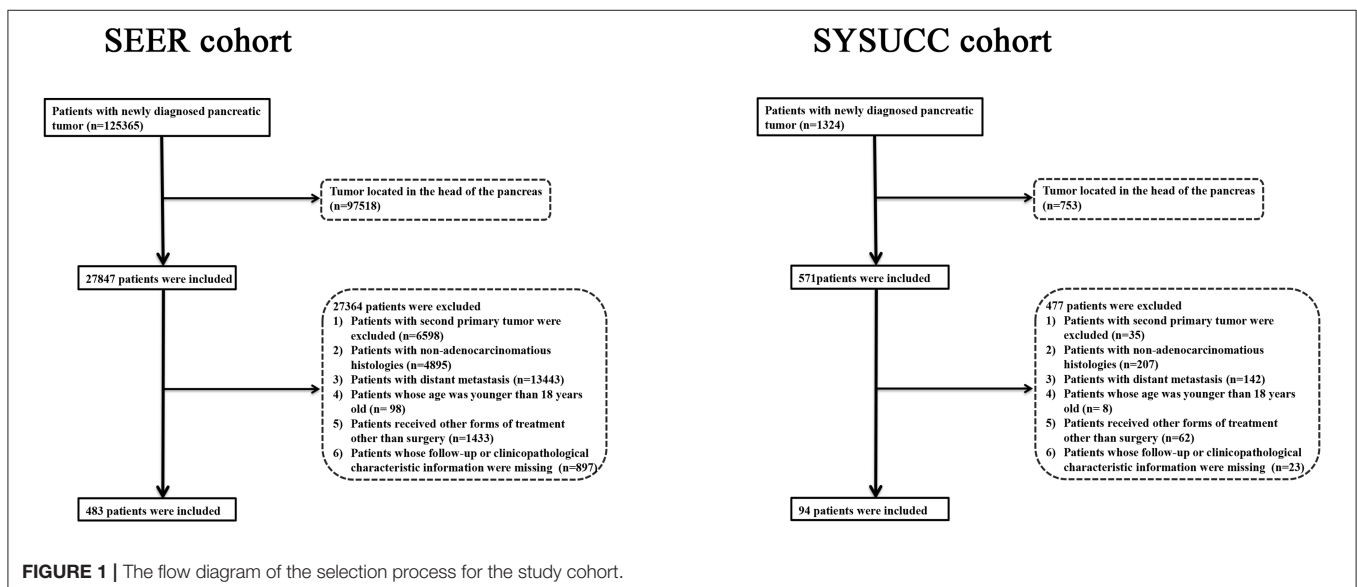 SEER cohort
Patients with newly diagnosed pancreatic
tumor (n=125365)
Tumor located in the head of the pancreas
(n=97518)
27847 patients were included
27364 patients were excluded
1) Patients with second primary tumor were
excluded (n=6598)
2) Patients with non-adenocarcinomatious
histologies (n=4895)
3) Patients with distant metastasis (n=13443)
4) Patients whose age was younger than 18 years
old (n= 98)
5) Patients received other forms of treatment
other than surgery (n=1433)
6) Patients whose follow-up or clinicopathological
characteristic information were missing (n=897)
483 patients were included
SYSUCC cohort
Patients with newly diagnosed pancreatic
tumor (n=1324)
Tumor located in the head of the pancreas
(n=753)
571patients were included
477 patients were excluded
1) Patients with second primary tumor were
excluded (n=35)
2) Patients with non-adenocarcinomatious
histologies (n=207)
3) Patients with distant metastasis (n=142)
4) Patients whose age was younger than 18 years
old (n= 8)
5) Patients received other forms of treatment
other than surgery (n=62)
6) Patients whose follow-up or clinicopathological
characteristic information were missing (n=23)
94 patients were included
FIGURE 1 | The flow diagram of the selection process for the study cohort.